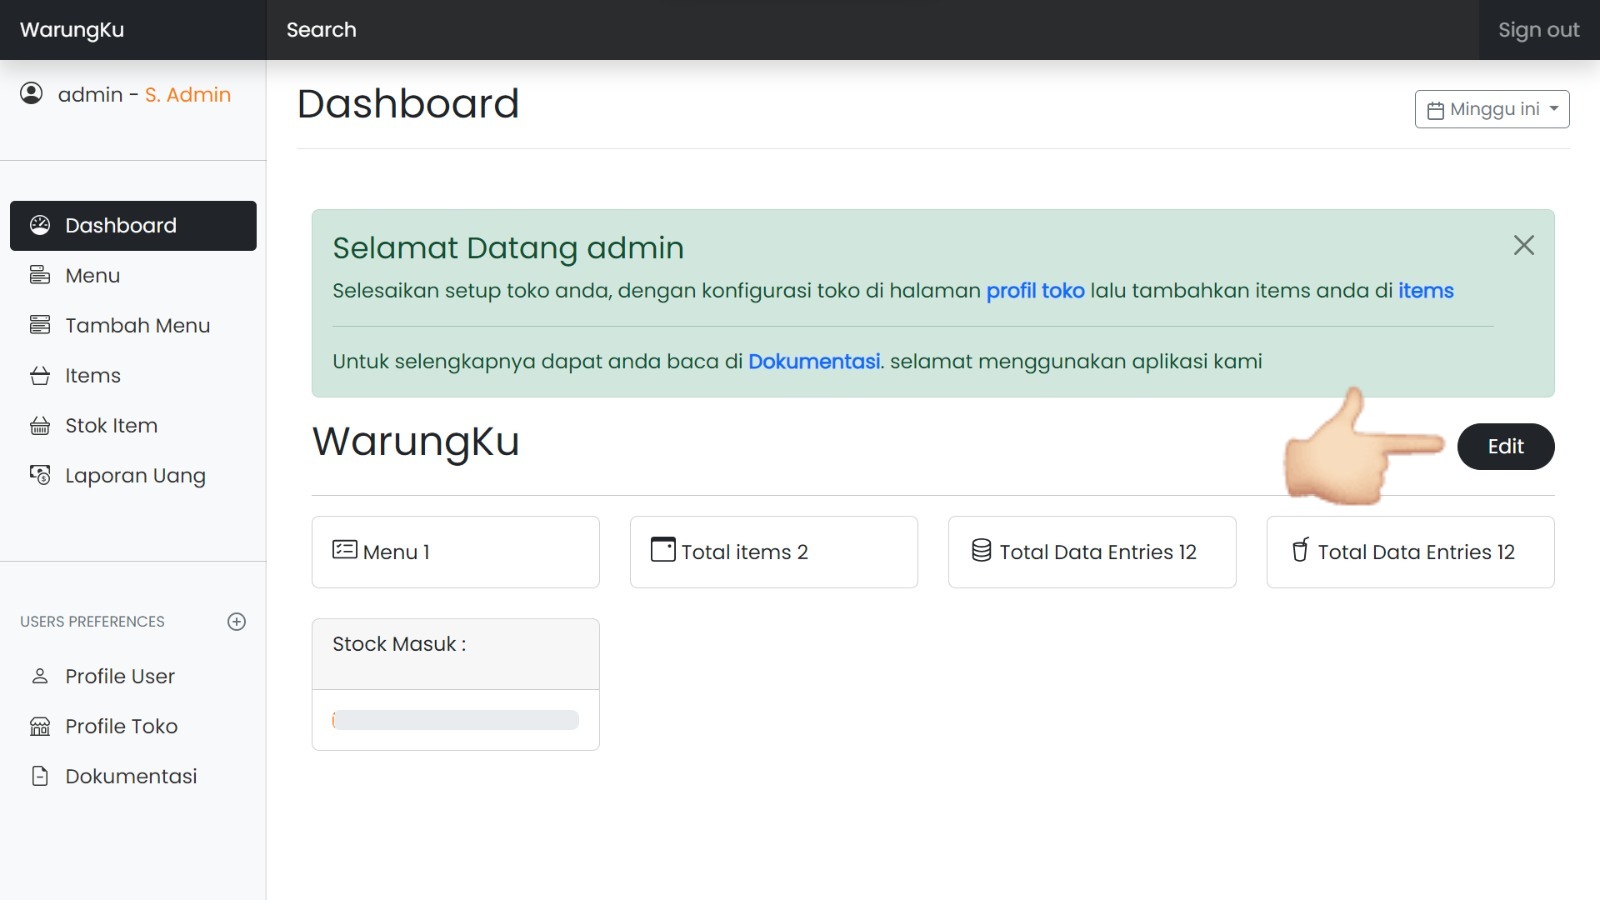 WarungKu
Search
Sign out
admin - S. Admin
Dashboard
Menu
Tambah Menu
Items
Stok Item
Laporan Uang
USERS PREFERENCES
Profile User
Profile Toko
Dokumentasi
Dashboard
Minggu ini
Selamat Datang admin
Selesaikan setup toko anda, dengan konfigurasi toko di halaman profil toko lalu tambahkan items anda di items
Untuk selengkapnya dapat anda baca di Dokumentasi. selamat menggunakan aplikasi kami
WarungKu
Edit
Menu 1
Total items 2
Total Data Entries 12
Total Data Entries 12
Stock Masuk :